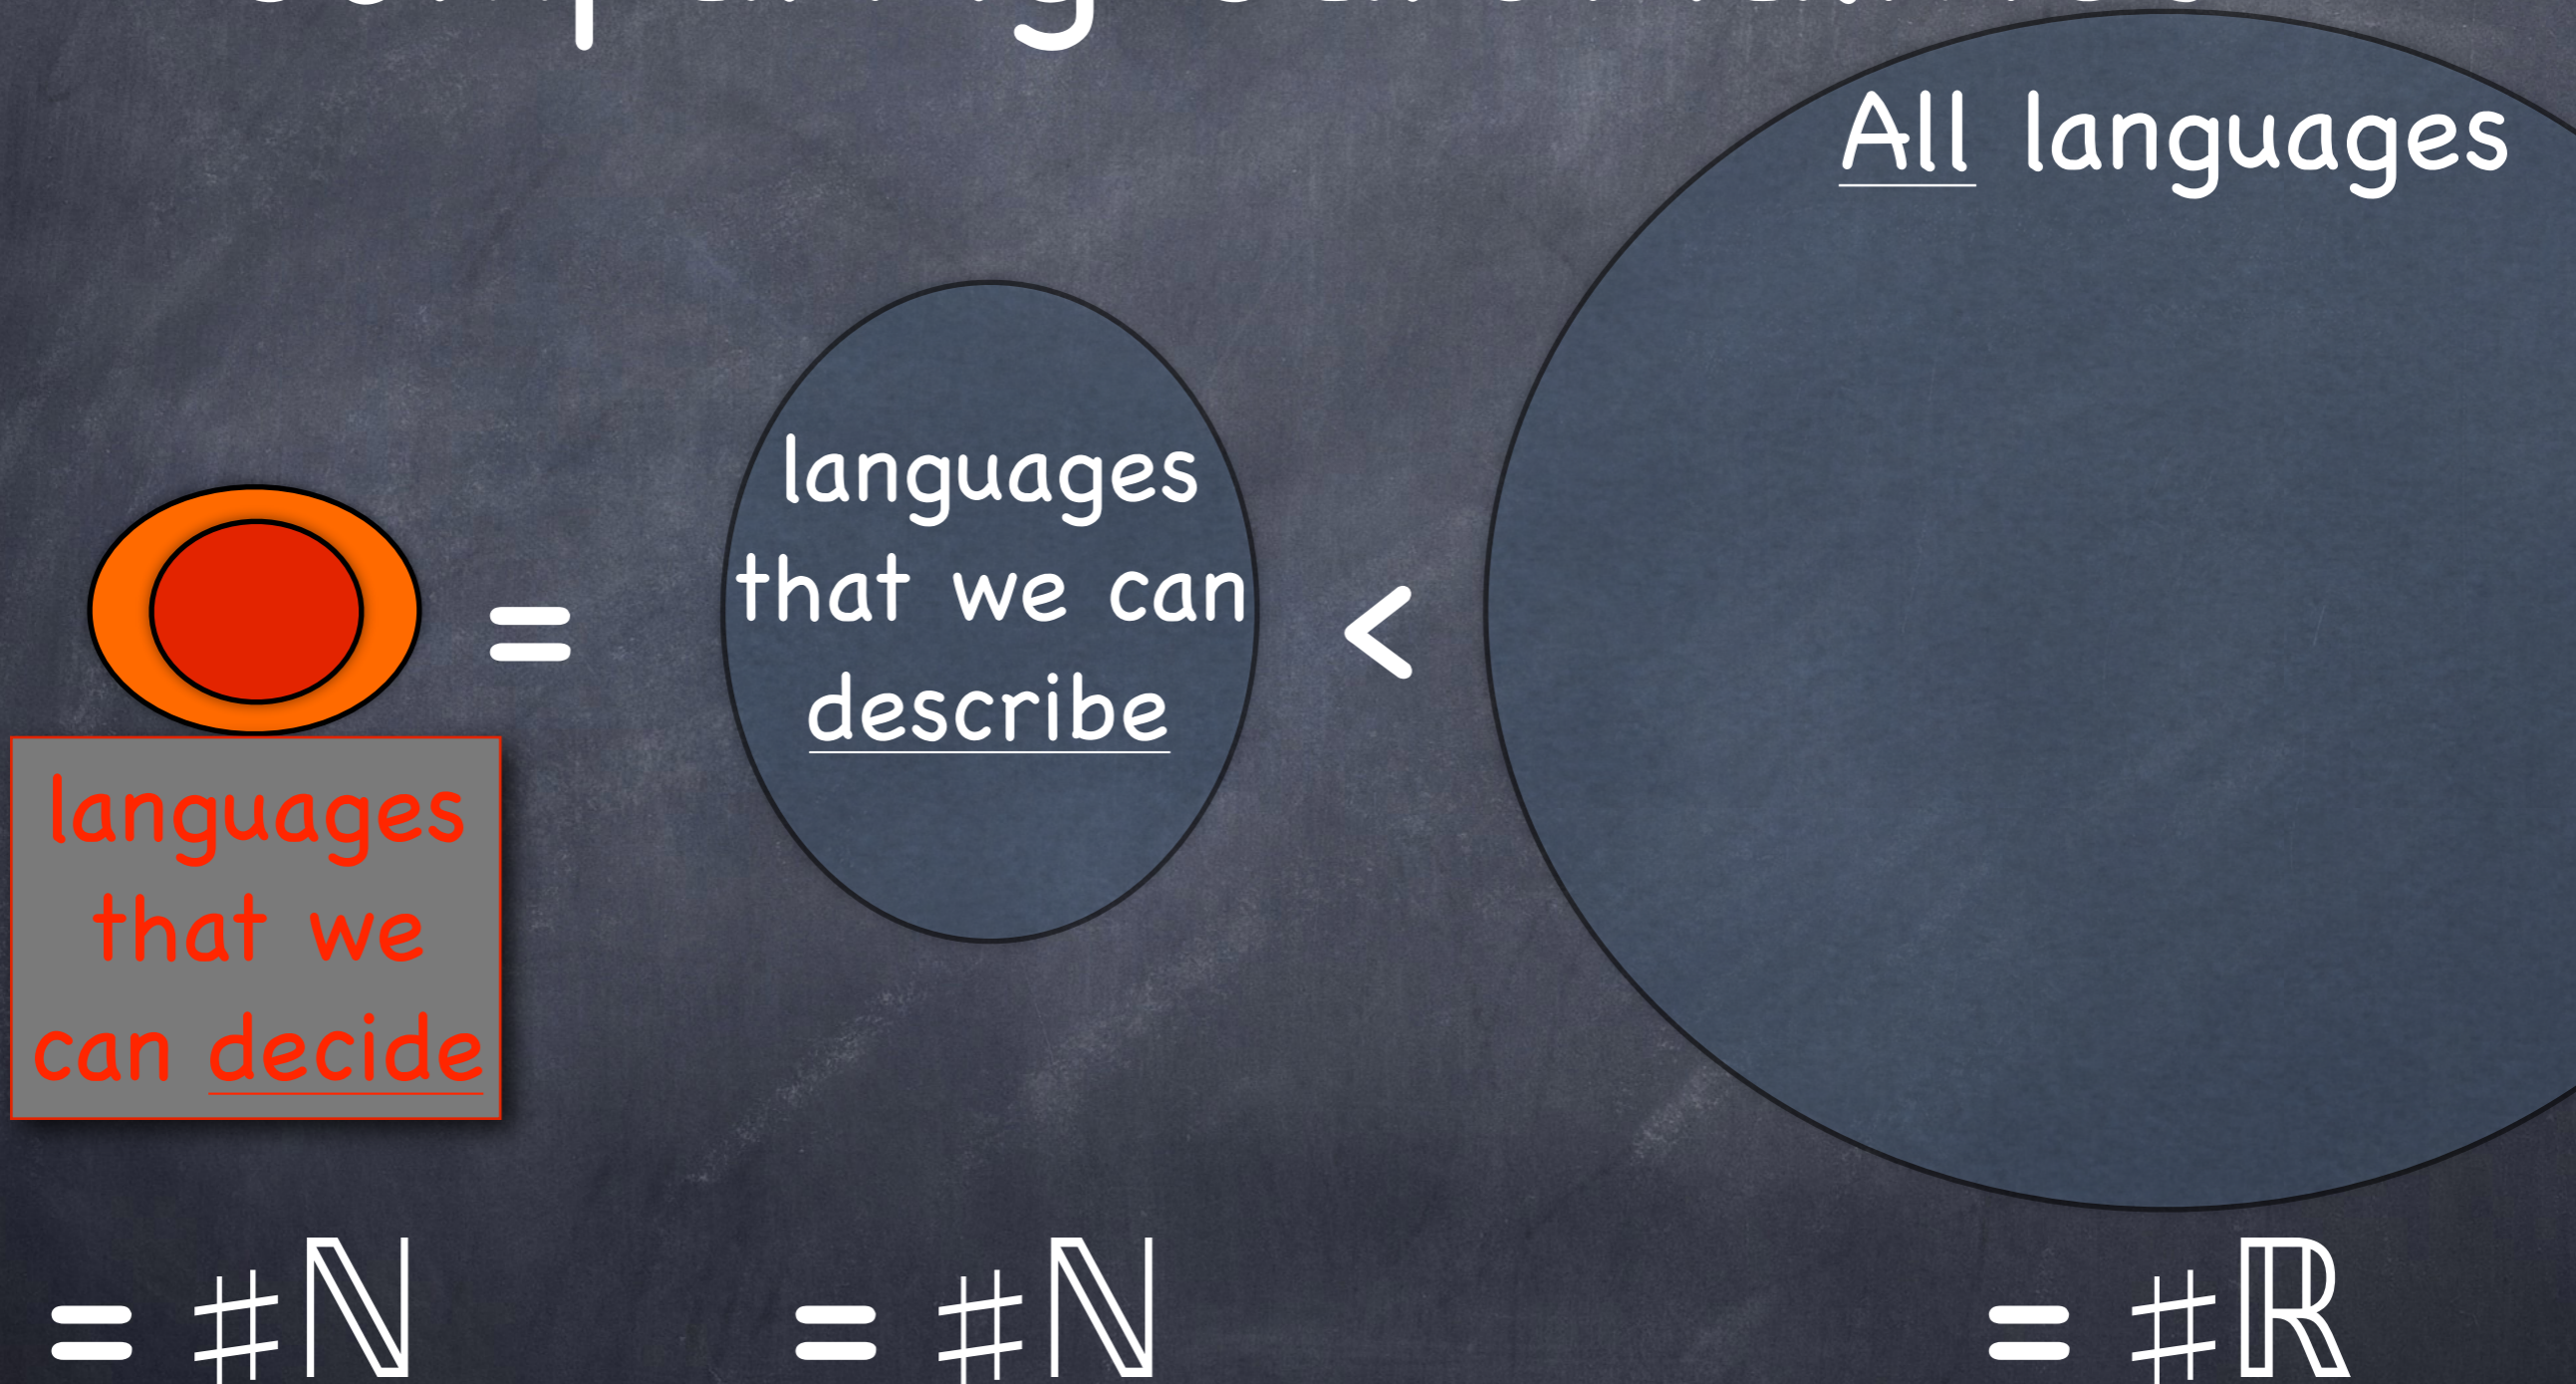 All languages
languages
that we can
describe
=
<
languages
that we
can decide
= #ℕ
= #ℕ
= #ℝ